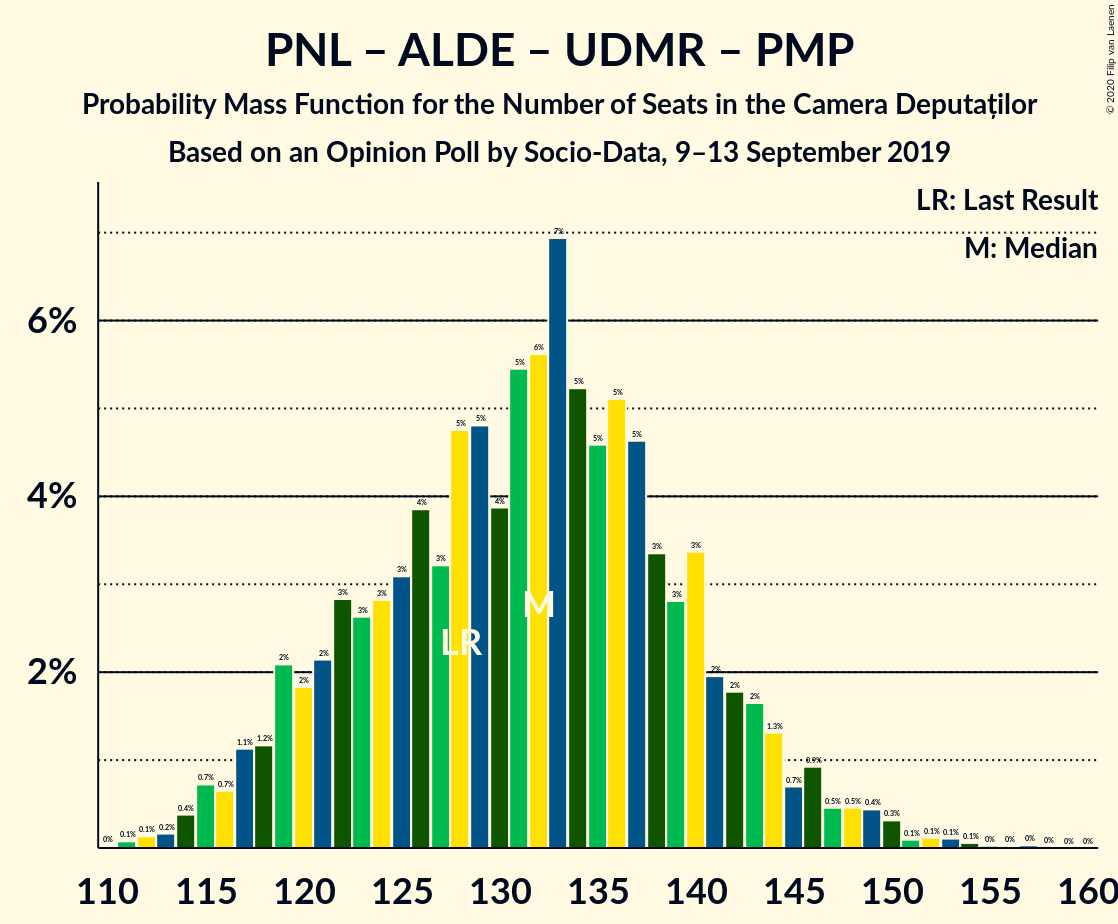 PNL – ALDE – UDMR – PMP
Probability Mass Function for the Number of Seats in the Camera Deputaților
Based on an Opinion Poll by Socio-Data, 9–13 September 2019
© 2020 Filip van Laenen
LR: Last Result
M: Median
6%
4%
2%
0% 0.1% 0.1% 0.2% 0.4% 0.7% 0.7% 1.1% 1.2% 2% 2% 2% 3% 3% 3% 3% 4% 3% 5% 5% 4% 5% 6% 7% 5% 5% 5% 5% 3% 3% 3% 2% 2% 2% 1.3% 0.7% 0.9% 0.5% 0.5% 0.4% 0.3% 0.1% 0.1% 0.1% 0.1% 0% 0% 0% 0% 0% 0%
M
LR
110 115 120 125 130 135 140 145 150 155 160